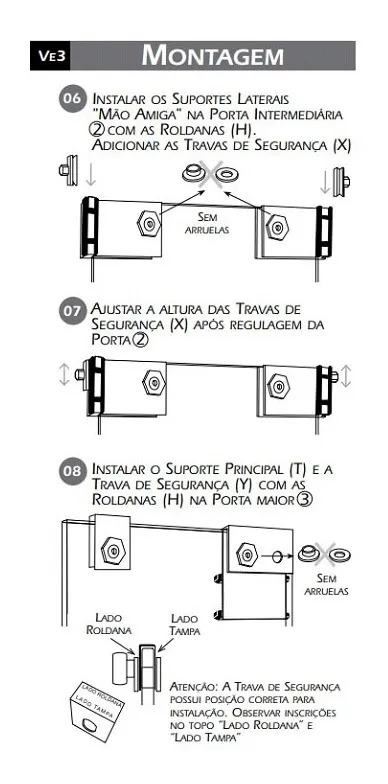 VE3 MONTAGEM
06 INSTALAR OS SUPORTES LATERAIS
"MÃO AMIGA" NA PORTA INTERMEDIÁRIA
② COM AS ROLDANAS (H).
ADICIONAR AS TRAVAS DE SEGURANÇA (X)
SEM
ARRUELAS
07 AJUSTAR A ALTURA DAS TRAVAS DE
SEGURANÇA (X) APÓS REGULAGEM DA
PORTA②
08 INSTALAR O SUPORTE PRINCIPAL (T) E A
TRAVA DE SEGURANÇA (Y) COM AS
ROLDANAS (H) NA PORTA MAIOR③
SEM
ARRUELAS
LADO
ROLDANA
LADO
TAMPA
LADO ROLDANA
LADO TAMPA
ATENÇÃO: A TRAVA DE SEGURANÇA
POSSUI POSIÇÃO CORRETA PARA
INSTALAÇÃO. OBSERVAR INSCRIÇÕES
NO TOPO "LADO ROLDANA" E
"LADO TAMPA"